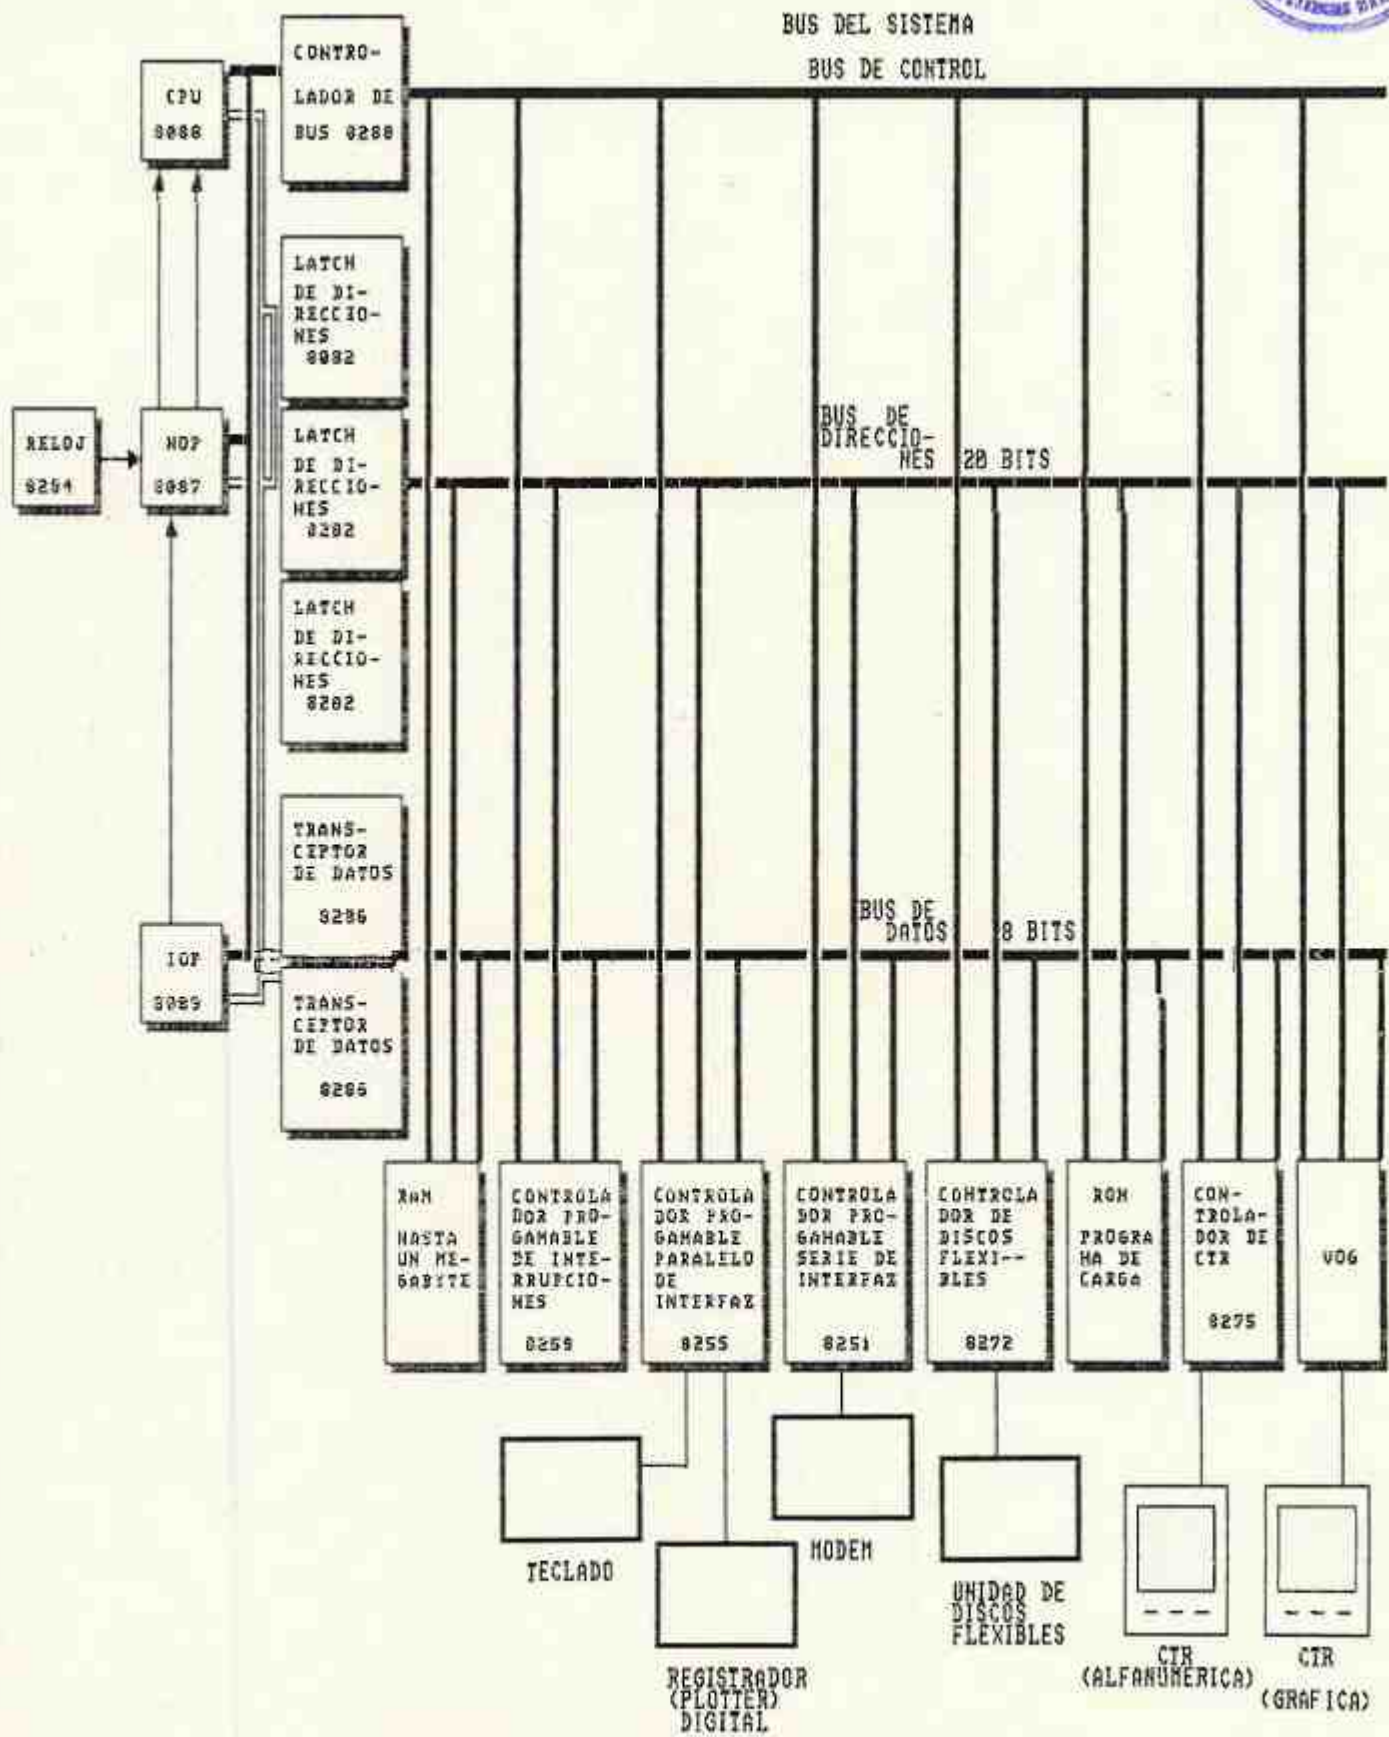 BUS DEL SISTEMA
BUS DE CONTROL
CONTRO-
LADOR DE
BUS 8288
CPU
8088
LATCH
DE DI-
RECCIO-
NES
8082
LATCH
DE DI-
RECCIO-
NES
8282
LATCH
DE DI-
RECCIO-
NES
8282
RELOJ
8284
NOP
8087
BUS DE
DIRECCIO-
NES 20 BITS
TRANS-
CEPTOR
DE DATOS
8286
TRANS-
CEPTOR
DE DATOS
8286
IOP
8089
BUS DE
DATOS 8 BITS
RAM
HASTA
UN ME-
GABITE
CONTROLA
DOR PRO-
GAMABLE
DE INTE-
RRUPCIO-
NES
8259
CONTROLA
DOR PRO-
GAMABLE
PARALELO
DE
INTERFAZ
8255
CONTROLA
DOR PRO-
GAMABLE
SERIE DE
INTERFAZ
8251
CONTROLA
DOR DE
DISCOS
FLEXI--
BLES
8272
ROM
PROGRA
MA DE
CARGA
CON-
TROLA-
DOR DE
CTR
8275
VOG
TECLADO
REGISTRADOR
(PLOTTER)
DIGITAL
MODEM
UNIDAD DE
DISCOS
FLEXIBLES
CTR
(ALFANUMERICA)
CTR
(GRAFICA)